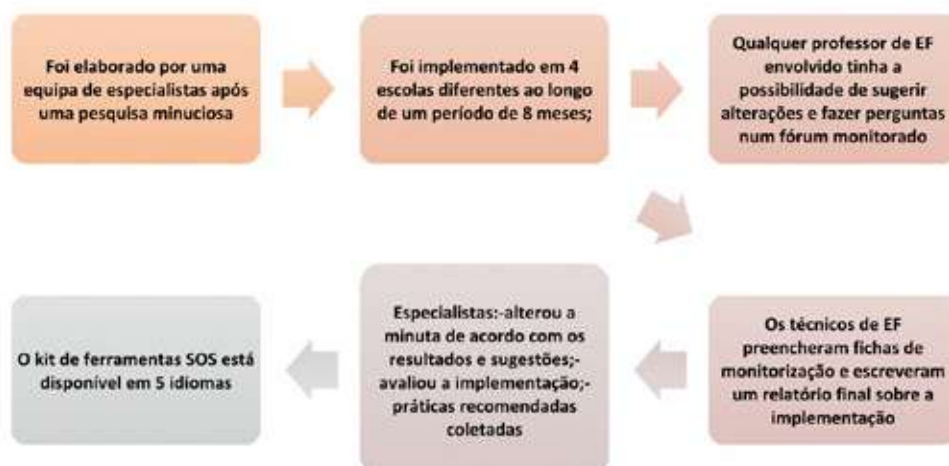 Foi elaborado por uma
equipa de especialistas após
uma pesquisa minuciosa
Foi implementado em 4
escolas diferentes ao longo
de um período de 8 meses;
Qualquer professor de EF
envolvido tinha a
possibilidade de sugerir
alterações e fazer perguntas
num fórum monitorado
Os técnicos de EF
preencheram fichas de
monitorização e escreveram
um relatório final sobre a
implementação
Especialistas:-alterou a
minuta de acordo com os
resultados e sugestões;-
avaliou a implementação;-
práticas recomendadas
coletadas
O kit de ferramentas SOS está
disponível em 5 idiomas